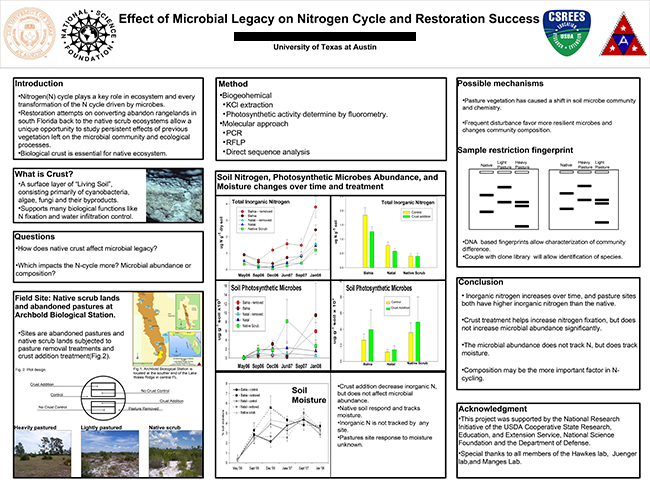 Effect of Microbial Legacy on Nitrogen Cycle and Restoration Success
University of Texas at Austin
NATIONAL SCIENCE FOUNDATION
CSREES
USDA
Introduction
•Nitrogen(N) cycle plays a key role in ecosystem and every
transformation of the N cycle driven by microbes.
•Restoration attempts on converting abandon rangelands in
south Florida back to the native scrub ecosystems allow a
unique opportunity to study persistent effects of previous
vegetation left on the microbial community and ecological
processes.
•Biological crust is essential for native ecosystem.
What is Crust?
•A surface layer of “Living Soil”,
consisting primarily of cyanobacteria,
algae, fungi and their byproducts.
•Supports many biological functions like
N fixation and water infiltration control.
Questions
•How does native crust affect microbial legacy?
•Which impacts the N-cycle more? Microbial abundance or
composition?
Field Site: Native scrub lands
and abandoned pastures at
Archbold Biological Station.
•Sites are abandoned pastures and
native scrub lands subjected to
pasture removal treatments and
crust addition treatment(Fig.2).
Fig. 2. Plot design
Fig 1. Archbold Biological Station is
located at the southern end of the Lake
Wales Ridge in central FL.
Crust Addition
No Crust Control
Control
Crust Addition
No Crust Control
Pasture Removed
Heavily pastured
Lightly pastured
Native scrub
Method
•Biogeohemical
•KCl extraction
•Photosynthetic activity determine by fluorometry.
•Molecular approach
•PCR
•RFLP
•Direct sequence analysis
Soil Nitrogen, Photosynthetic Microbes Abundance, and
Moisture changes over time and treatment
Total Inorganic Nitrogen
Bahia - removed
Bahia
Natal - removed
Natal
Native Scrub
May06 Sept06 Dec06 Jun07 Sept07 Jan08
Total Inorganic Nitrogen
Control
Crust addition
Bahia Natal Native Scrub
Soil Photosynthetic Microbes
Bahia - removed
Bahia
Natal - removed
Natal
Native Scrub
May06 Sept06 Dec06 Jun07 Sept07 Jan08
Soil Photosynthetic Microbes
Control
Crust Addition
Bahia Natal Native Scrub
Soil
Moisture
Bahia - control
Bahia - removed
Natal - control
Natal - removed
Native - scrub
•Crust addition decrease inorganic N,
but does not affect microbial
abundance.
•Native soil respond and tracks
moisture.
•Inorganic N is not tracked by any
site.
•Pastures site response to moisture
unknown.
Possible mechanisms
•Pasture vegetation has caused a shift in soil microbe community
and chemistry.
•Frequent disturbance favor more resilient microbes and
changes community composition.
Sample restriction fingerprint
Native Light Pasture Heavy Pasture
Native Heavy Pasture Light Pasture
•DNA based fingerprints allow characterization of community
difference.
•Couple with clone library will allow identification of species.
Conclusion
• Inorganic nitrogen increases over time, and pasture sites
both have higher inorganic nitrogen than the native.
•Crust treatment helps increase nitrogen fixation, but does
not increase microbial abundance significantly.
•The microbial abundance does not track N, but does track
moisture.
•Composition may be the more important factor in N-
cycling.
Acknowledgment
•This project was supported by the National Research
Initiative of the USDA Cooperative State Research,
Education, and Extension Service, National Science
Foundation and the Department of Defense.
•Special thanks to all members of the Hawkes lab, Juenger
lab,and Manges Lab.